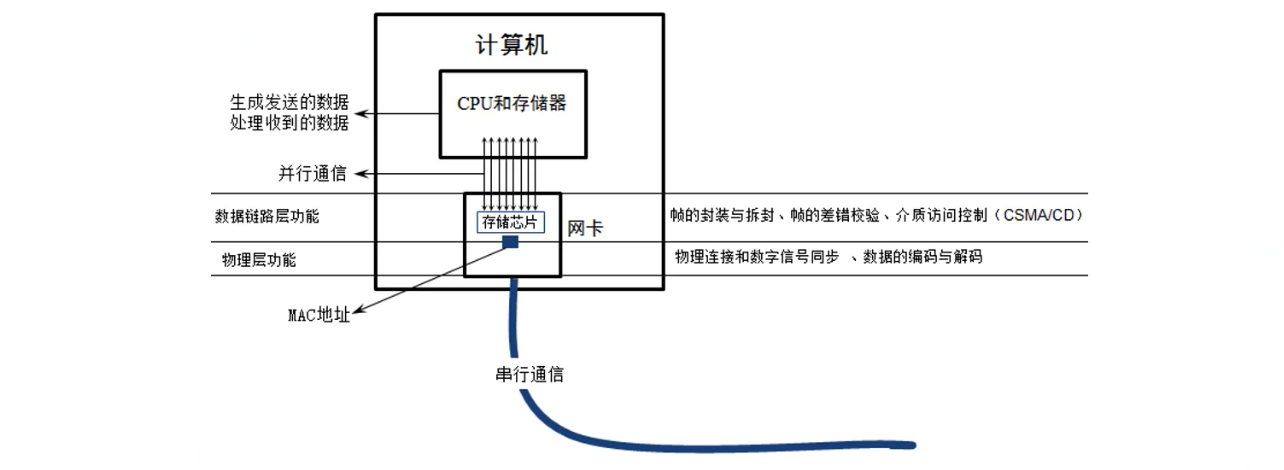 计算机
CPU和存储器
生成发送的数据
处理收到的数据
并行通信
数据链路层功能
存储芯片
网卡
帧的封装与拆封、帧的差错校验、介质访问控制（CSMA/CD）
物理层功能
物理连接和数字信号同步 、数据的编码与解码
MAC地址
串行通信